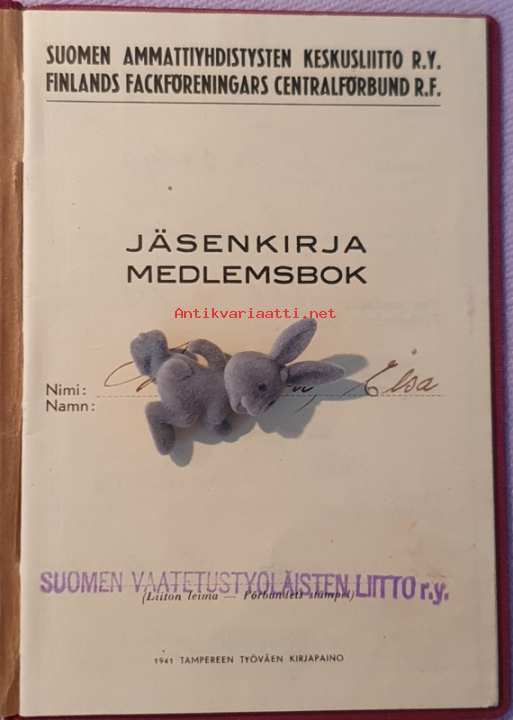 SUOMEN AMMATTIYHDISTYSTEN KESKUSLIITTO R.Y.
FINLANDS FACKFÖRENINGARS CENTRALFÖRBUND R.F.
JÄSENKIRJA
MEDLEMSBOK
Antikvariaatti.net
Nimi: Elsa
Namn:
SUOMEN VAATETUSTYÖLÄISTEN LIITTO r.y.
(Liiton leima — Förbundets stämpel)
1941 TAMPEREEN TYÖVÄEN KIRJAPAINO